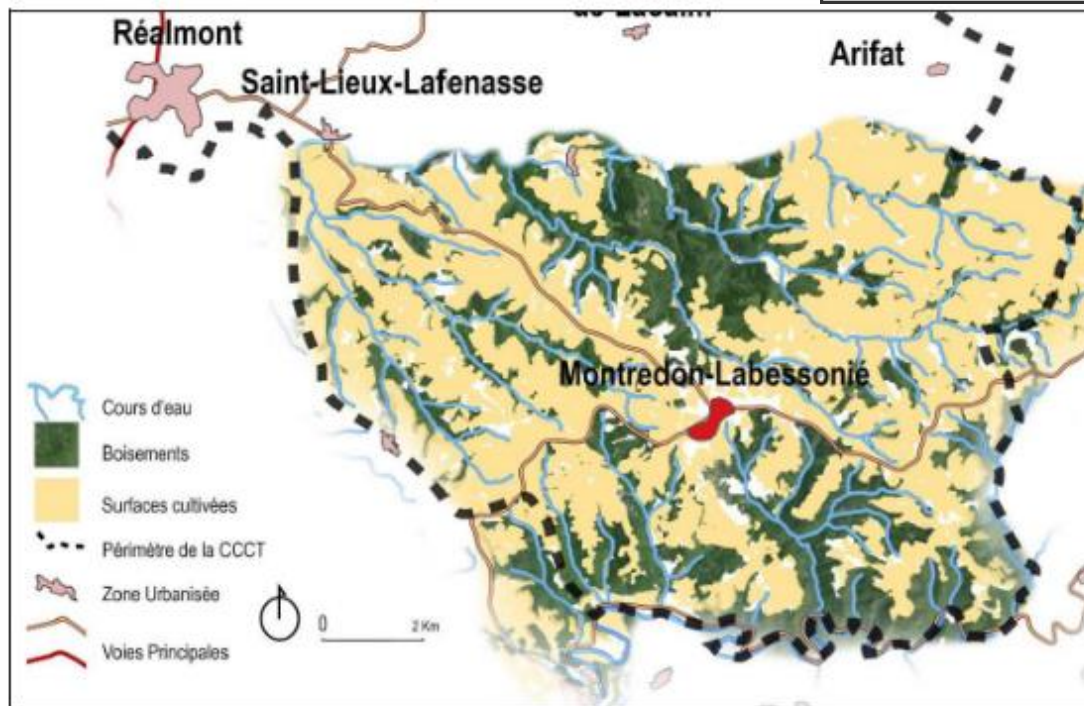 Réalmont
Saint-Lieux-Lafenasse
Arifat
Montredon-Labessonié
Cours d'eau
Boisements
Surfaces cultivées
Périmètre de la CCCT
Zone Urbanisée
Voies Principales
0 2 Km